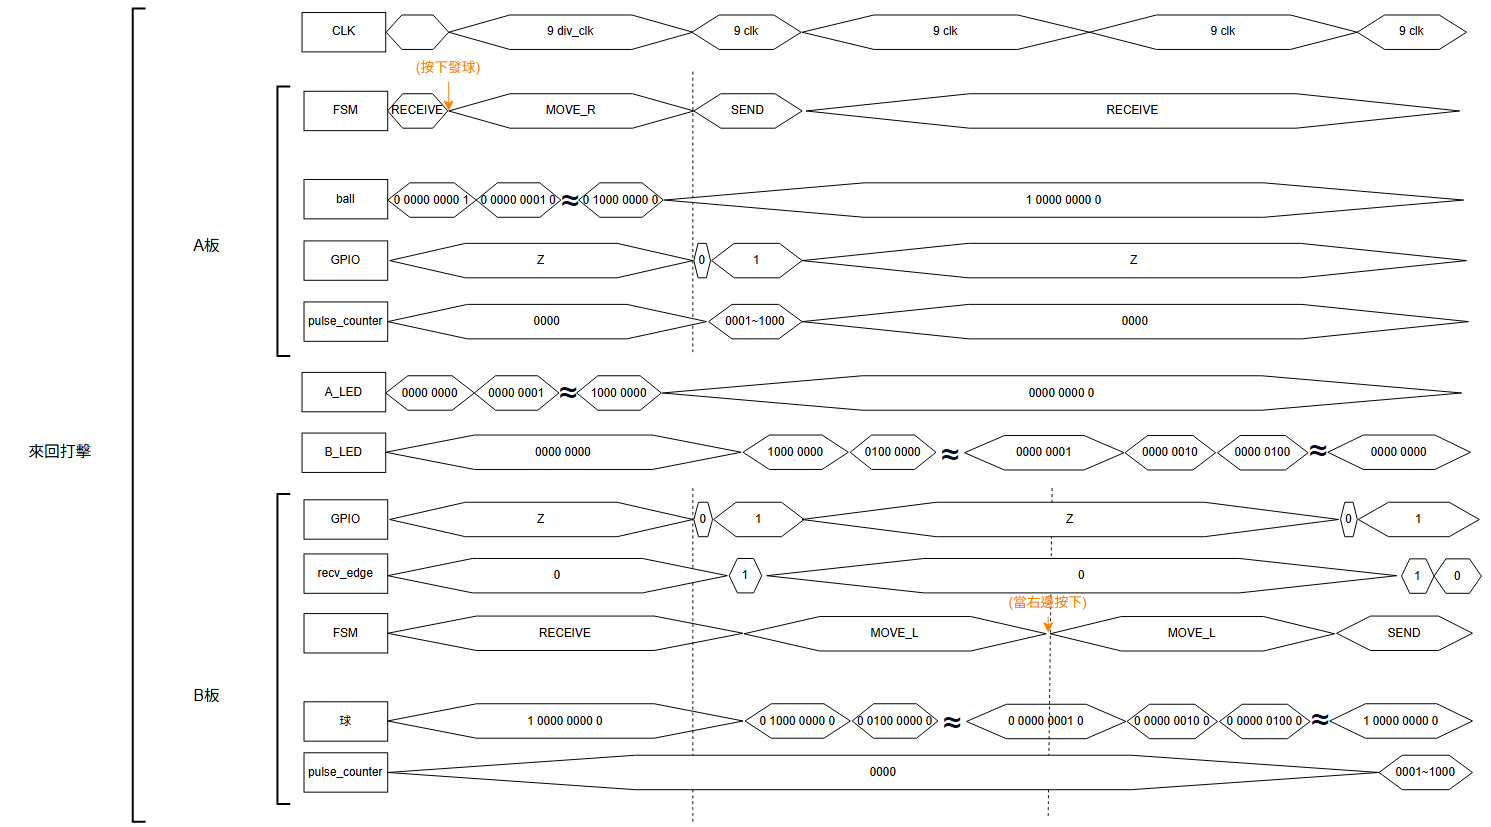 CLK 9 div_clk 9 clk 9 clk 9 clk 9 clk
(按下發球)
FSM RECEIVE MOVE_R SEND RECEIVE
ball 0 0000 0000 1 0 0000 0001 0 ≈ 0 1000 0000 0 1 0000 0000 0
A板
GPIO Z 0 1 Z
pulse_counter 0000 0001~1000 0000
A_LED 0000 0000 0000 0001 ≈ 1000 0000 0000 0000 0
來回打擊
B_LED 0000 0000 1000 0000 0100 0000 ≈ 0000 0001 0000 0010 0000 0100 ≈ 0000 0000
GPIO Z 0 1 Z 0 1
recv_edge 0 1 0 1 0
(當右邊按下)
FSM RECEIVE MOVE_L MOVE_L SEND
B板
球 1 0000 0000 0 0 1000 0000 0 0 0100 0000 0 ≈ 0 0000 0001 0 0 0000 0010 0 0 0000 0100 0 ≈ 1 0000 0000 0
pulse_counter 0000 0001~1000